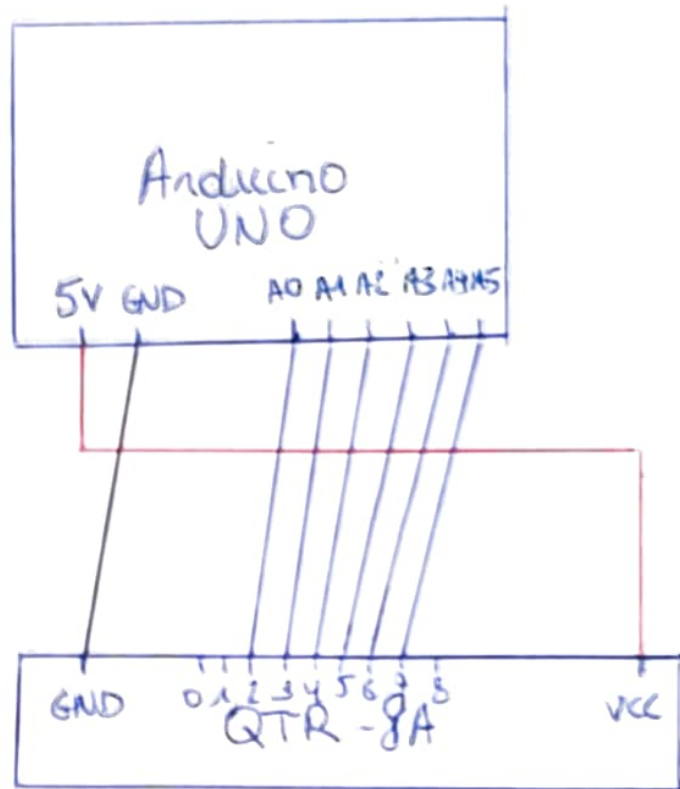 Arduino
UNO
5V GND A0 A1 A2 A3 A4 A5
0 1 2 3 4 5 6 7 8
GND QTR-8A VCC